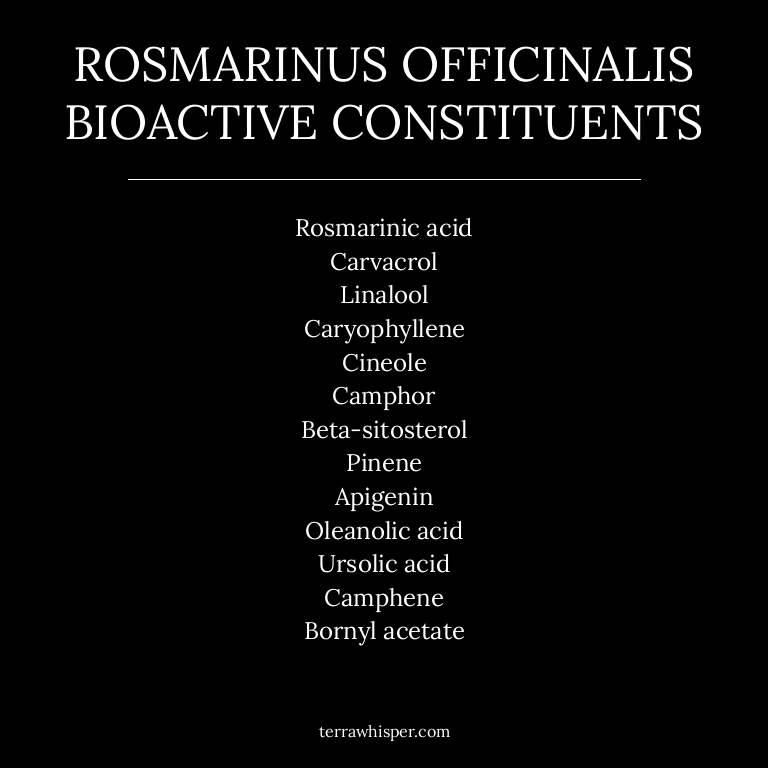 ROSMARINUS OFFICINALIS
BIOACTIVE CONSTITUENTS
Rosmarinic acid
Carvacrol
Linalool
Caryophyllene
Cineole
Camphor
Beta-sitosterol
Pinene
Apigenin
Oleanolic acid
Ursolic acid
Camphene
Bornyl acetate
terrawhisper.com